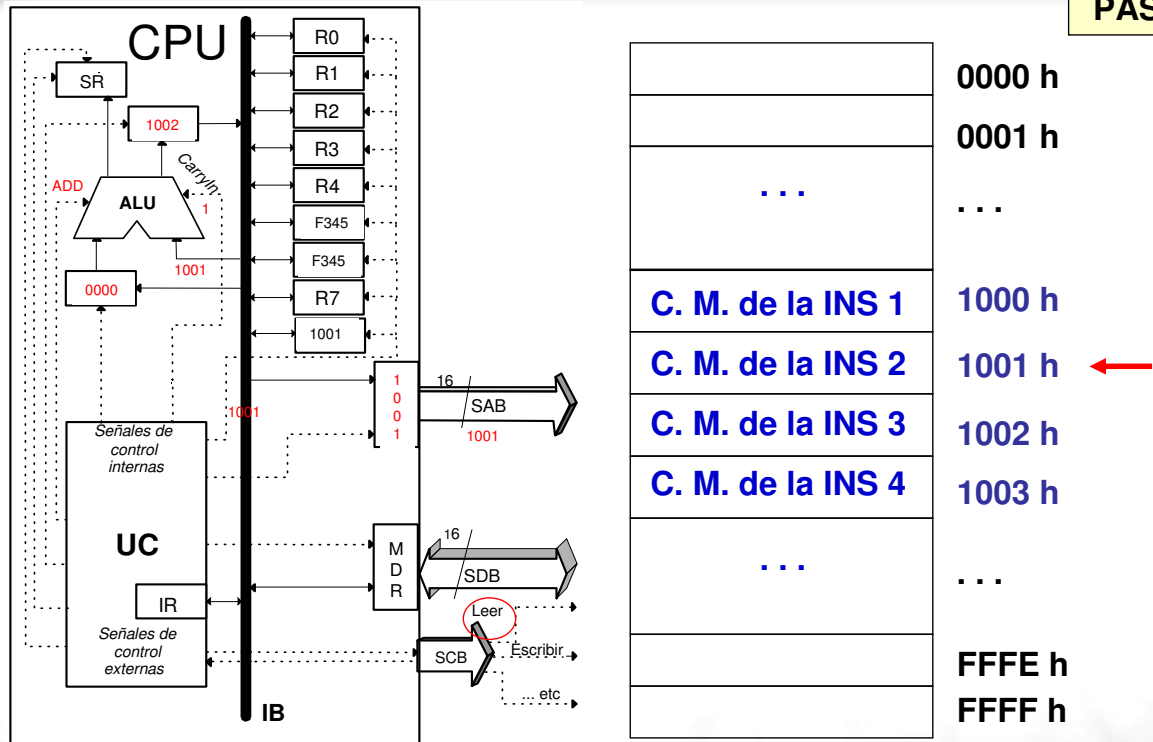 PAS
CPU
SR
1002
ADD
CarryIn
1
ALU
1001
0000
R0
R1
R2
R3
R4
F345
F345
R7
1001
1001
1
0
0
1
16
SAB
1001
Señales de
control
internas
UC
IR
Señales de
control
externas
M
D
R
16
SDB
Leer
SCB
Escribir
... etc
IB
0000 h
0001 h
. . .
. . .
C. M. de la INS 1
1000 h
C. M. de la INS 2
1001 h
C. M. de la INS 3
1002 h
C. M. de la INS 4
1003 h
. . .
. . .
FFFE h
FFFF h